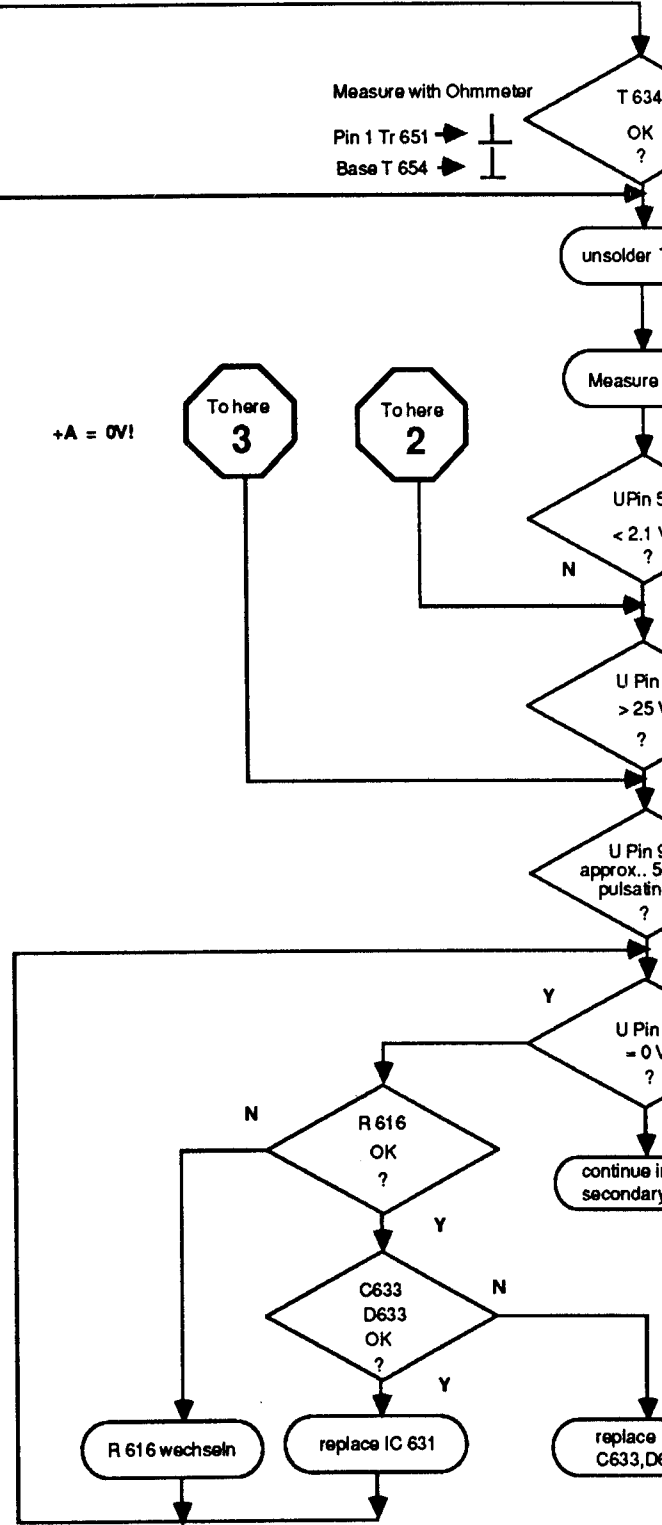 T 634
OK
?
Measure with Ohmmeter
Pin 1 Tr 651
Base T 654
unsolder
Measure
To here
3
To here
2
+A = 0V!
UPin 5
< 2.1 V
?
N
U Pin
> 25 V
?
U Pin 9
approx.. 5
pulsatin
?
Y
U Pin
= 0 V
?
N
R 616
OK
?
continue in
secondary
Y
C633
D633
OK
?
N
Y
R 616 wechseln
replace IC 631
replace
C633,D6